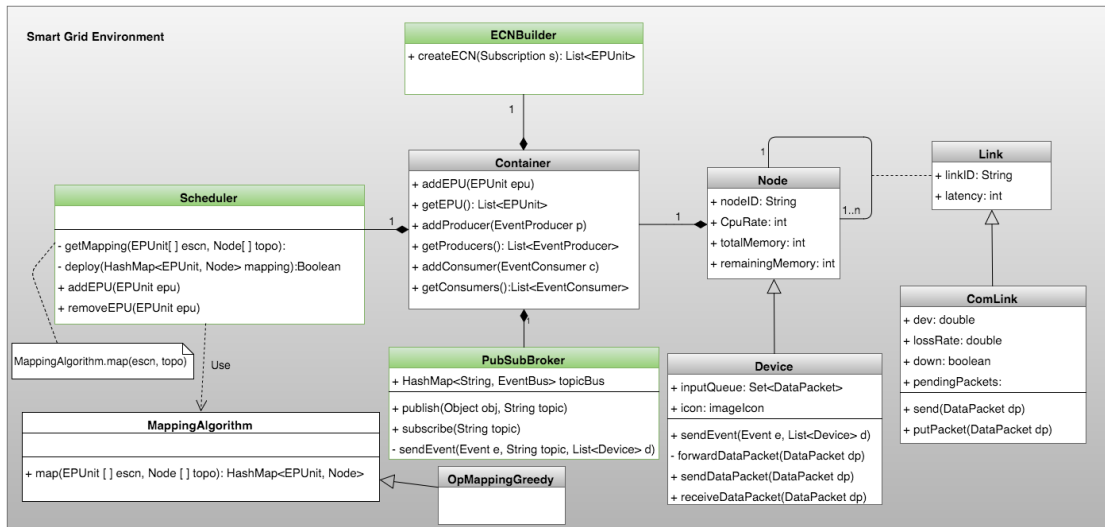 Smart Grid Environment
ECNBuilder
+ createECN(Subscription s): List<EPUnit>
1
Container
+ addEPU(EPUnit epu)
+ getEPU(): List<EPUnit>
+ addProducer(EventProducer p)
+ getProducers(): List<EventProducer>
+ addConsumer(EventConsumer c)
+ getConsumers():List<EventConsumer>
1
1
1
Scheduler
- getMapping(EPUnit[ ] escn, Node[ ] topo):
- deploy(HashMap<EPUnit, Node> mapping):Boolean
+ addEPU(EPUnit epu)
+ removeEPU(EPUnit epu)
MappingAlgorithm.map(escn, topo)
Use
MappingAlgorithm
+ map(EPUnit [ ] escn, Node [ ] topo): HashMap<EPUnit, Node>
OpMappingGreedy
PubSubBroker
+ HashMap<String, EventBus> topicBus
+ publish(Object obj, String topic)
+ subscribe(String topic)
- sendEvent(Event e, String topic, List<Device> d)
Node
+ nodeID: String
+ CpuRate: int
+ totalMemory: int
+ remainingMemory: int
1
1..n
Device
+ inputQueue: Set<DataPacket>
+ icon: imageIcon
+ sendEvent(Event e, List<Device> d)
- forwardDataPacket(DataPacket dp)
+ sendDataPacket(DataPacket dp)
+ receiveDataPacket(DataPacket dp)
Link
+ linkID: String
+ latency: int
ComLink
+ dev: double
+ lossRate: double
+ down: boolean
+ pendingPackets:
+ send(DataPacket dp)
+ putPacket(DataPacket dp)